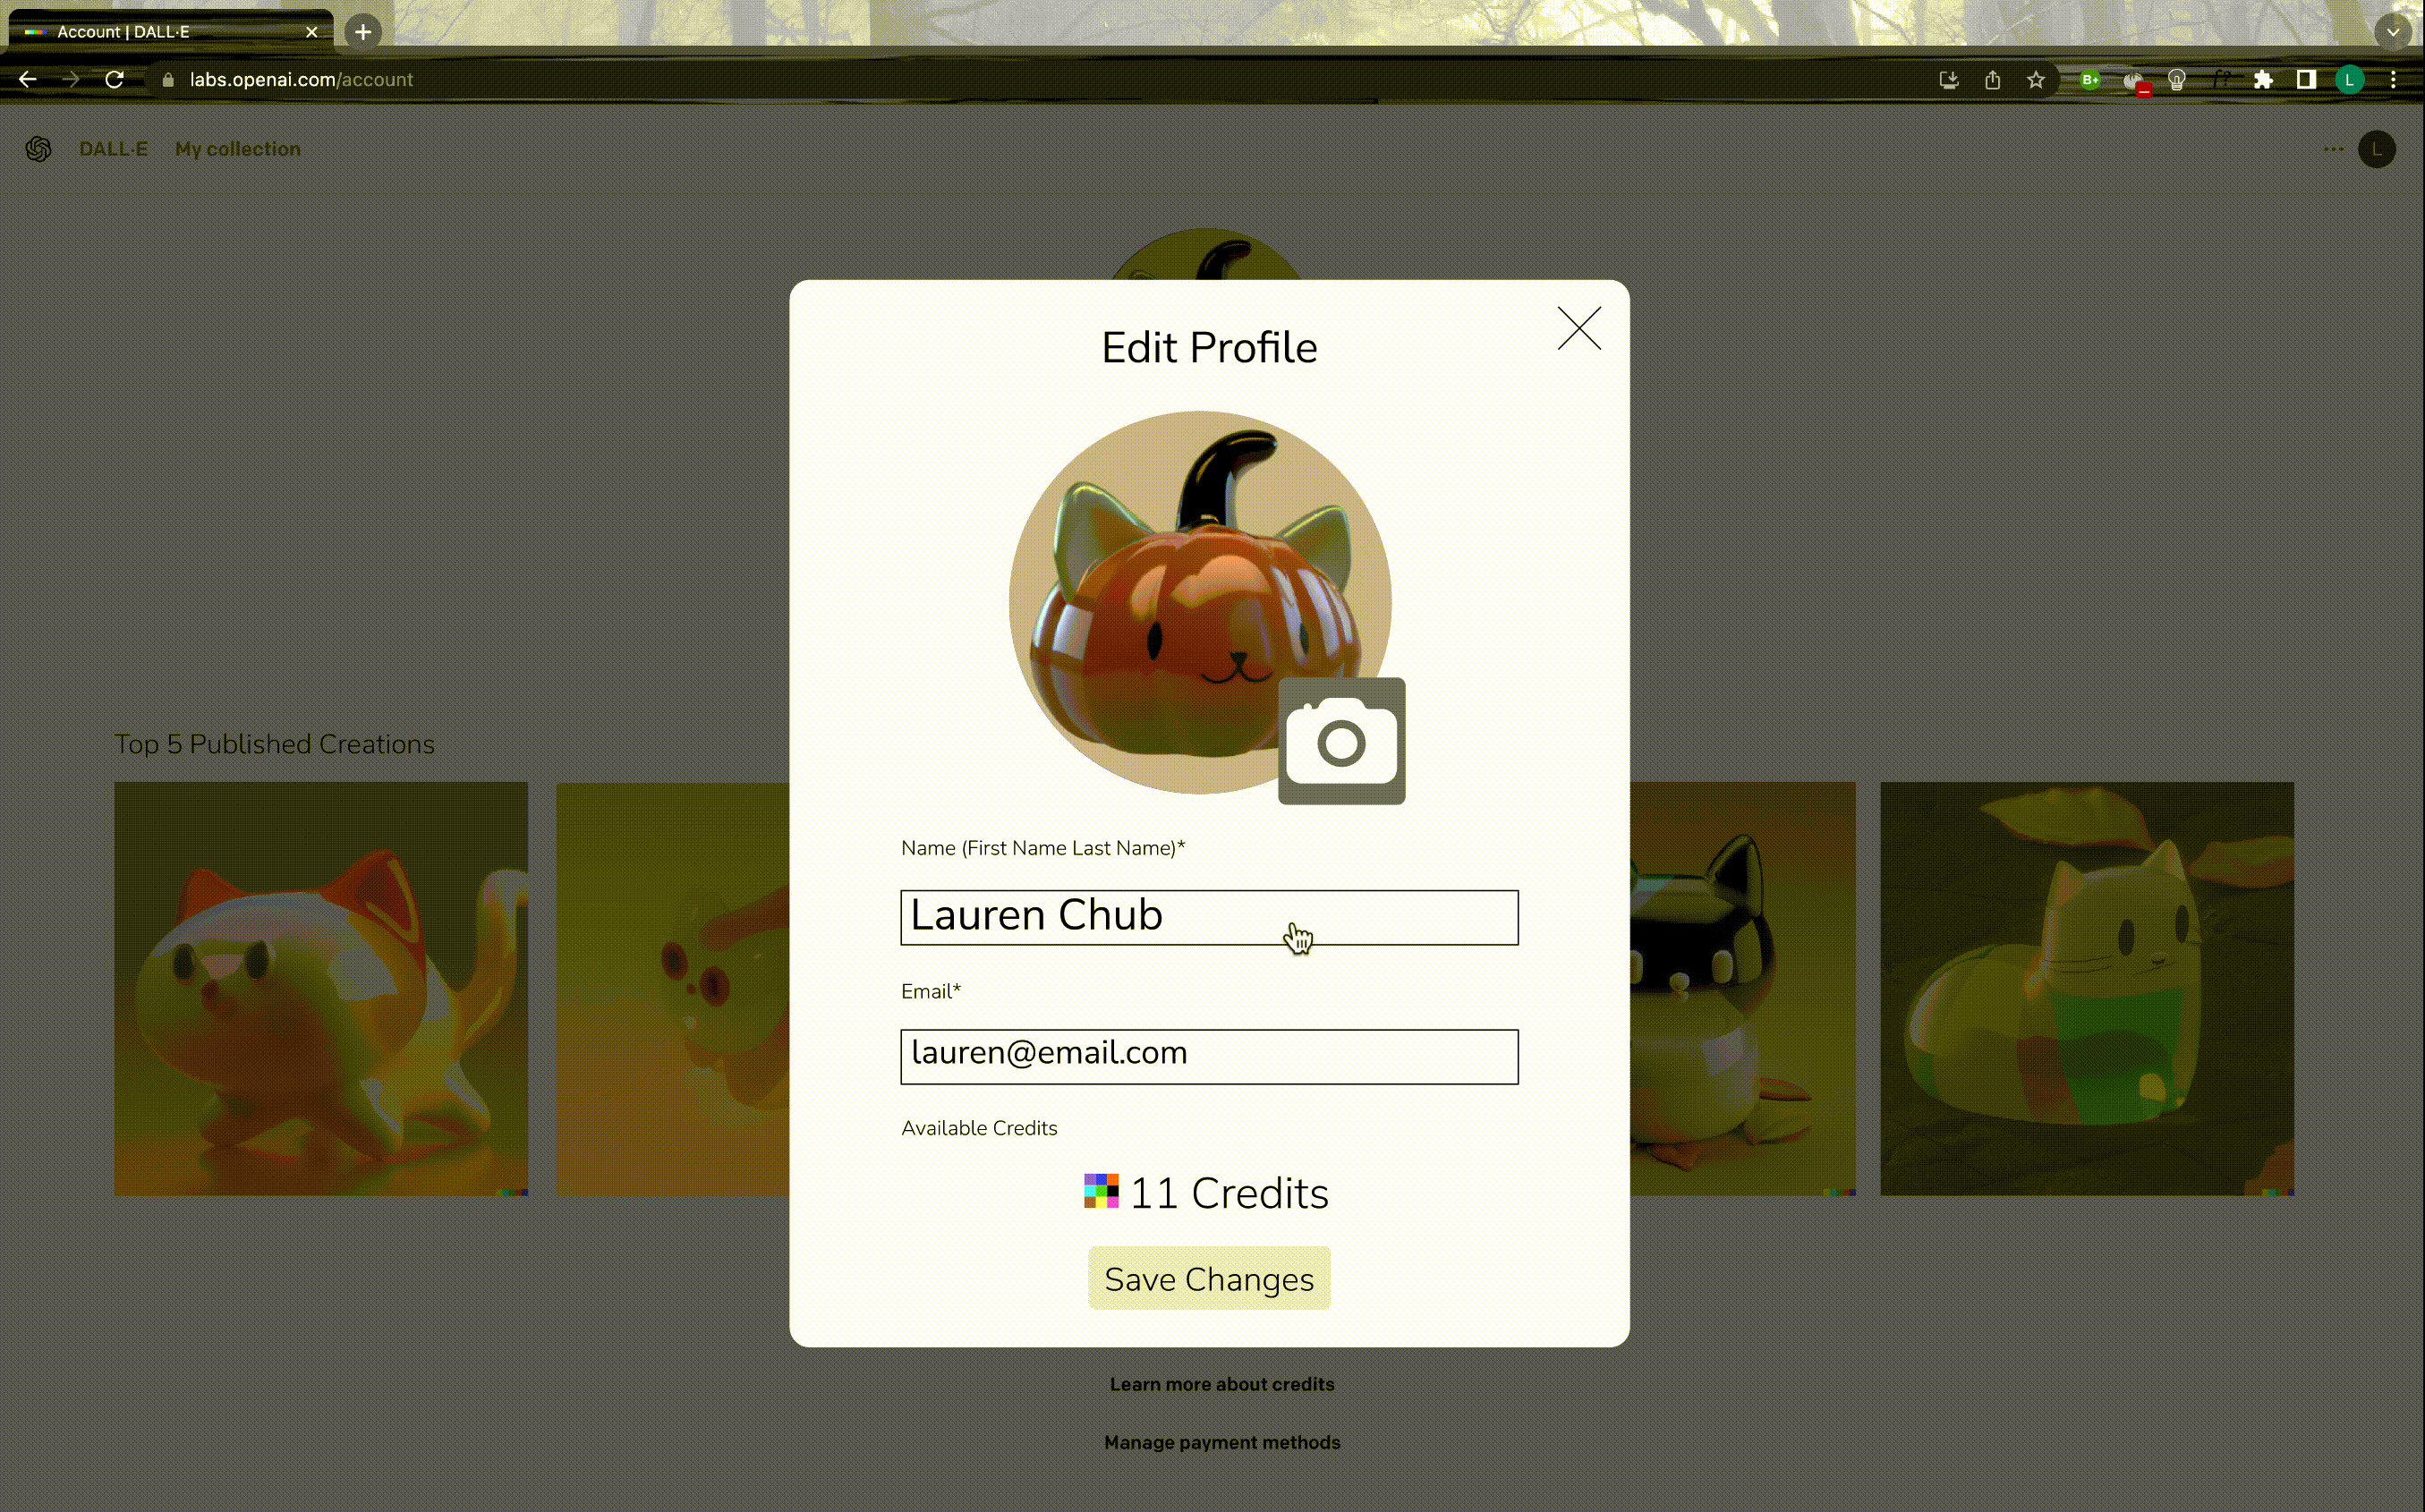 Account | DALL·E
labs.openai.com/account
B+
f?
L
DALL·E
My collection
L
Edit Profile
Top 5 Published Creations
Name (First Name Last Name)*
Lauren Chub
Email*
lauren@email.com
Available Credits
11 Credits
Save Changes
Learn more about credits
Manage payment methods